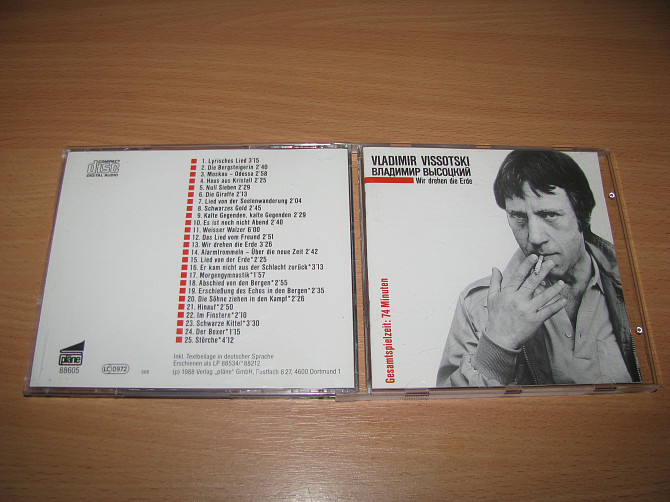 COMPACT
disc
DIGITAL AUDIO
1. Lyrisches Lied 3'15
2. Die Bergsteigerin 2'40
3. Moskau - Odessa 2'58
4. Haus aus Kristall 2'25
5. Null Sieben 2'29
6. Die Giraffe 2'13
7. Lied von der Seelenwanderung 2'04
8. Schwarzes Gold 2'45
9. Kalte Gegenden, kalte Gegenden 2'29
10. Es ist noch nicht Abend 2'40
11. Weisser Walzer 6'00
12. Das Lied vom Freund 2'51
13. Wir drehen die Erde 3'26
14. Alarmtrommeln - Über die neue Zeit 2'42
15. Lied von der Erde* 2'25
16. Er kam nicht aus der Schlacht zurück* 3'13
17. Morgengymnastik* 1'57
18. Abschied von den Bergen* 2'55
19. Erschießung des Echos in den Bergen* 2'35
20. Die Söhne ziehen in den Kampf* 2'26
21. Hinauf* 2'50
22. Im Finstern* 2'10
23. Schwarze Kittel* 3'30
24. Der Boxer* 1'15
25. Störche* 4'12
pläne
88605
LC 0972
Inkl. Textbeilage in deutscher Sprache
Erschienen als LP 88534/*88212
(p) 1988 Verlag „pläne" GmbH, Postfach 8 27, 4600 Dortmund 1
VLADIMIR VISSOTSKI
ВЛАДИМИР ВЫСОЦКИЙ
Wir drehen die Erde
Gesamtspielzeit: 74 Minuten